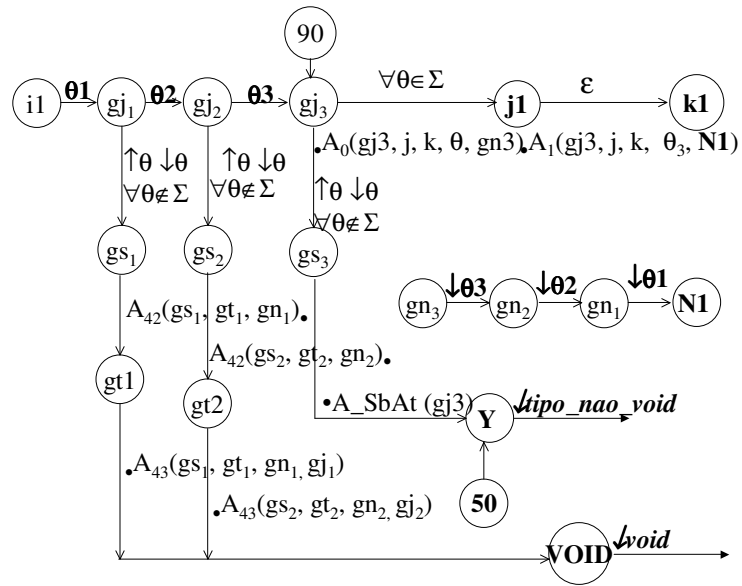 90
∀θ∈Σ
ε
i1 θ1 gj₁ θ2 gj₂ θ3 gj₃ j1 k1
•A₀(gj3, j, k, θ, gn3) •A₁(gj3, j, k, θ₃, N1)
↑θ ↓θ ↑θ ↓θ ↑θ ↓θ
∀θ∉Σ ∀θ∉Σ ∀θ∉Σ
gs₁ gs₂ gs₃
↓θ3 ↓θ2 ↓θ1
gn₃ gn₂ gn₁ N1
A₄₂(gs₁, gt₁, gn₁)•
A₄₂(gs₂, gt₂, gn₂)•
gt1 gt2
•A_SbAt (gj3) Y ↓tipo_nao_void
•A₄₃(gs₁, gt₁, gn₁, gj₁)
•A₄₃(gs₂, gt₂, gn₂, gj₂)
50
VOID ↓void